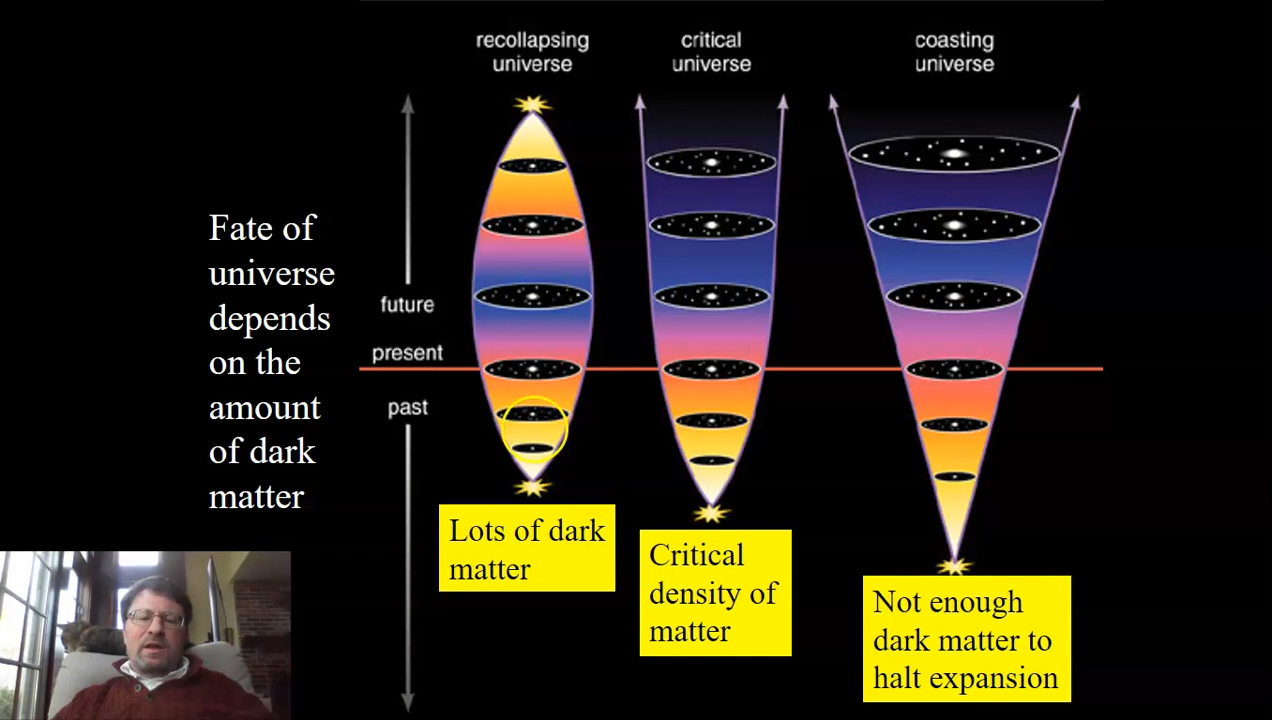 recollapsing
universe
critical
universe
coasting
universe
Fate of
universe
depends
on the
amount
of dark
matter
future
present
past
Lots of dark
matter
Critical
density of
matter
Not enough
dark matter to
halt expansion